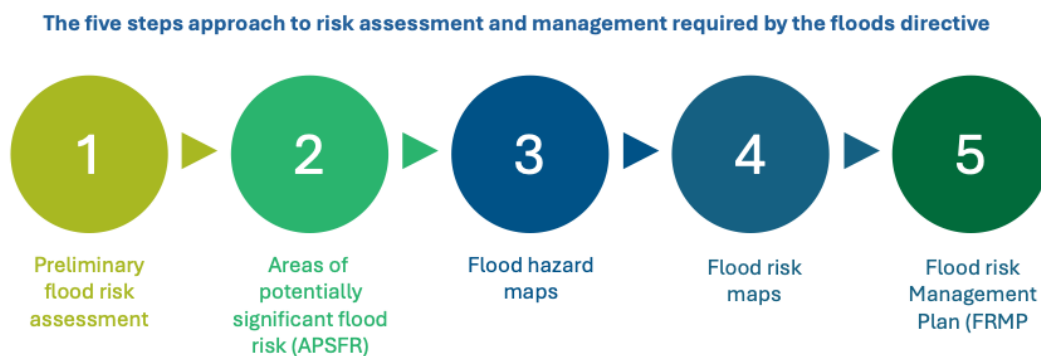 The five steps approach to risk assessment and management required by the floods directive
1
2
3
4
5
Preliminary
flood risk
assessment
Areas of
potentially
significant flood
risk (APSFR)
Flood hazard
maps
Flood risk
maps
Flood risk
Management
Plan (FRMP